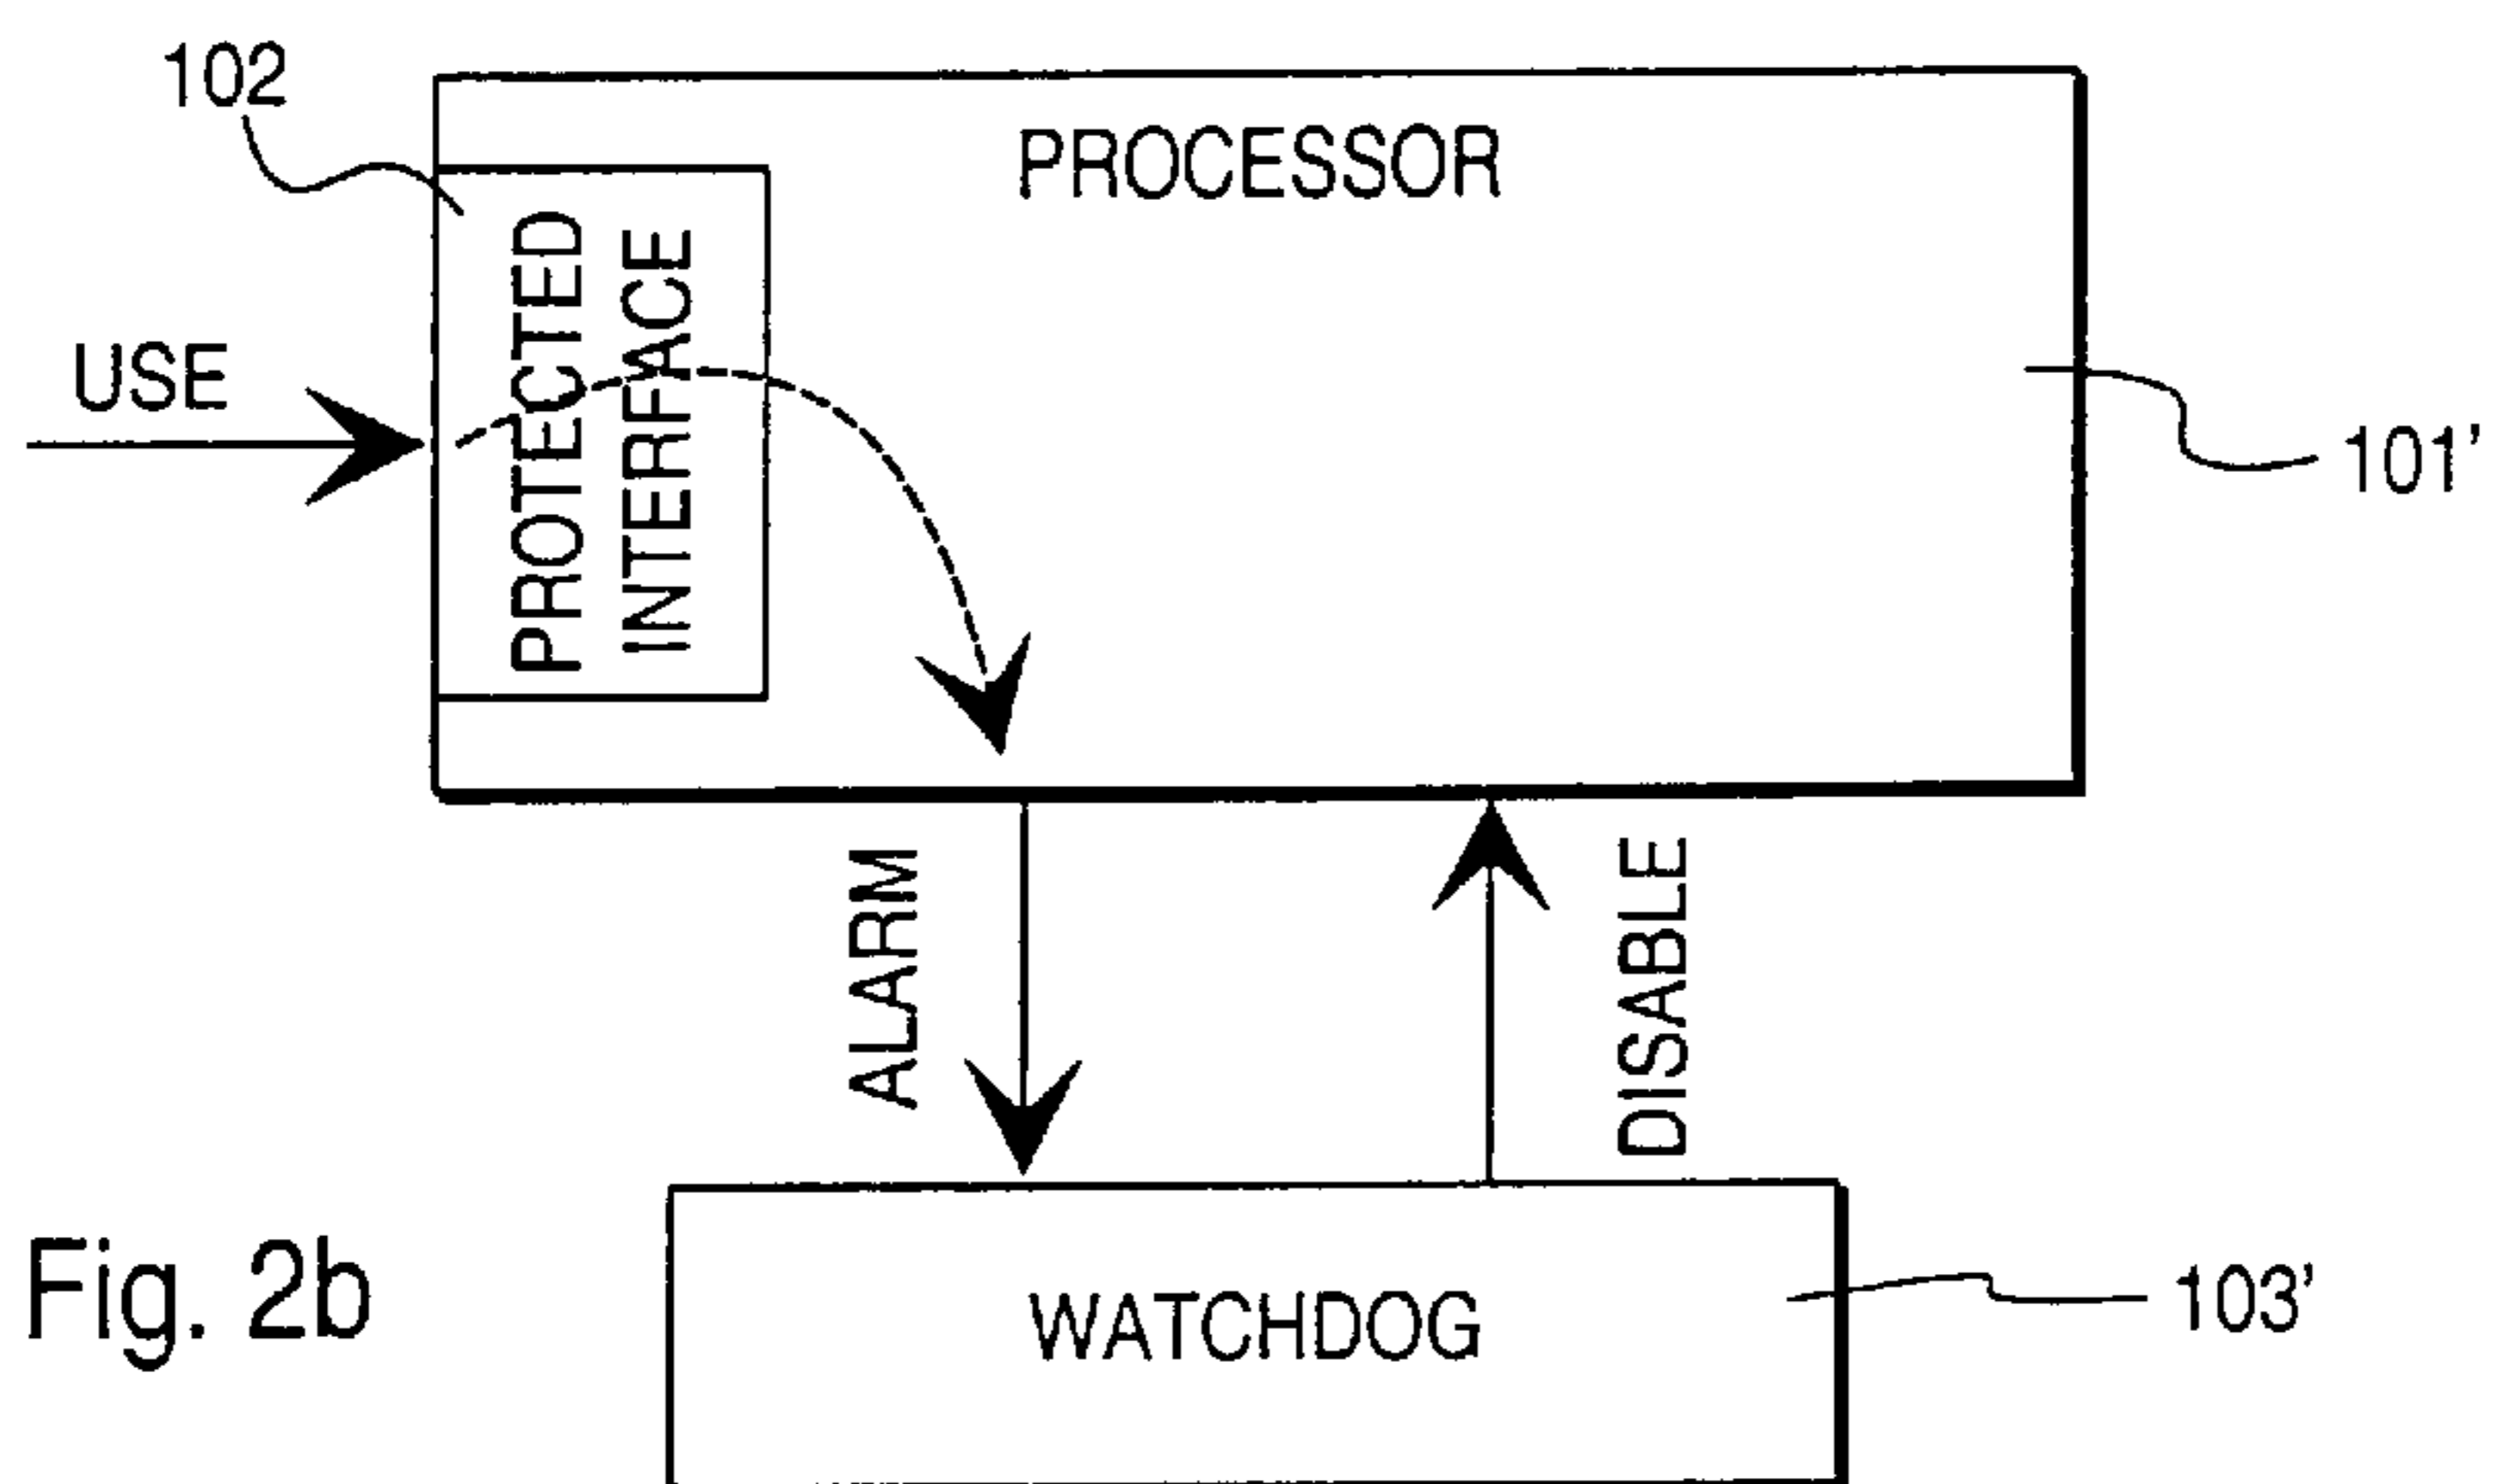 102
PROCESSOR
PROTECTED
INTERFACE
USE
101'
ALARM
DISABLE
Fig. 2b
WATCHDOG
103'